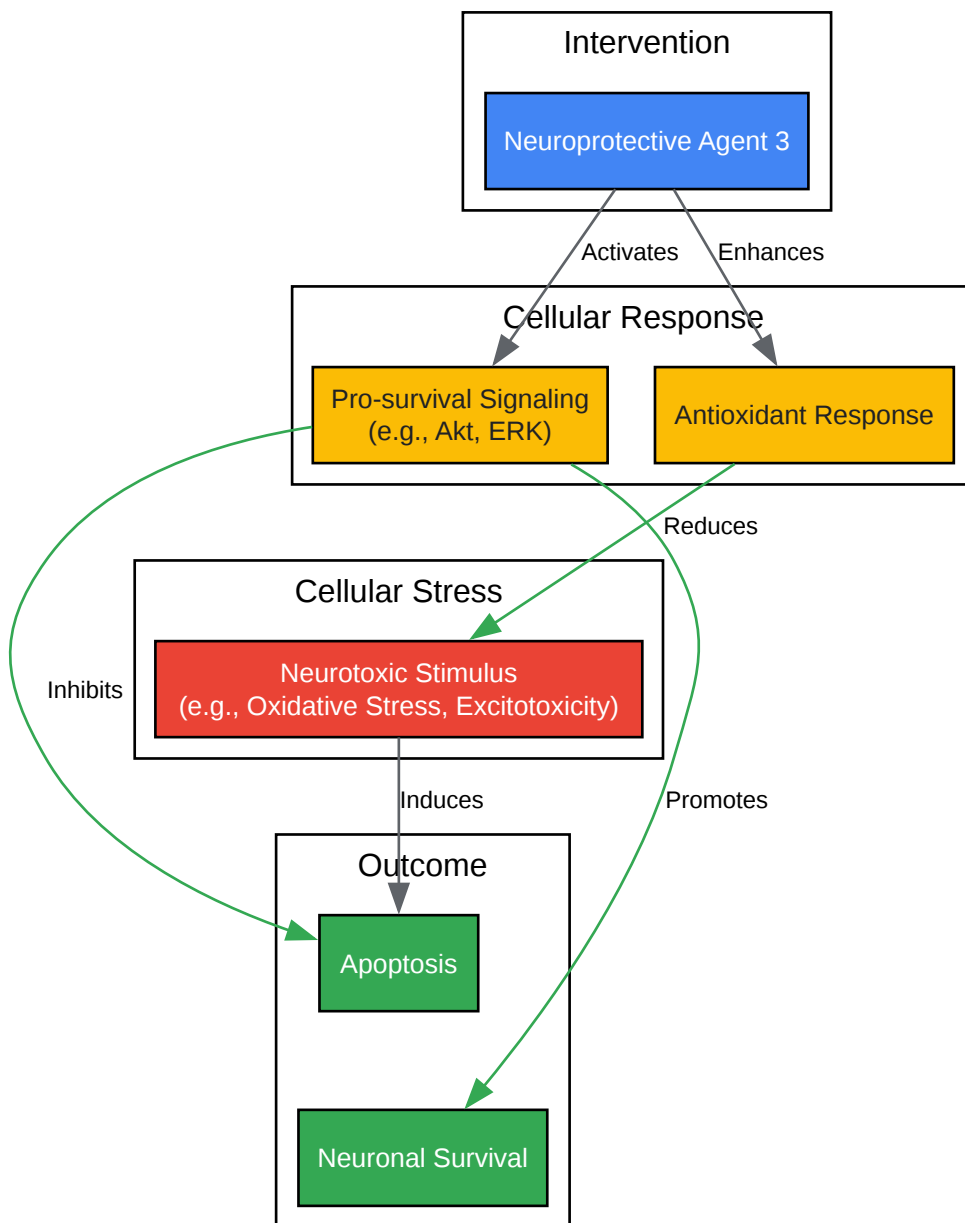 Intervention
Neuroprotective Agent 3
Activates
Enhances
Cellular Response
Pro-survival Signaling
(e.g., Akt, ERK)
Antioxidant Response
Reduces
Cellular Stress
Neurotoxic Stimulus
(e.g., Oxidative Stress, Excitotoxicity)
Inhibits
Induces
Promotes
Outcome
Apoptosis
Neuronal Survival